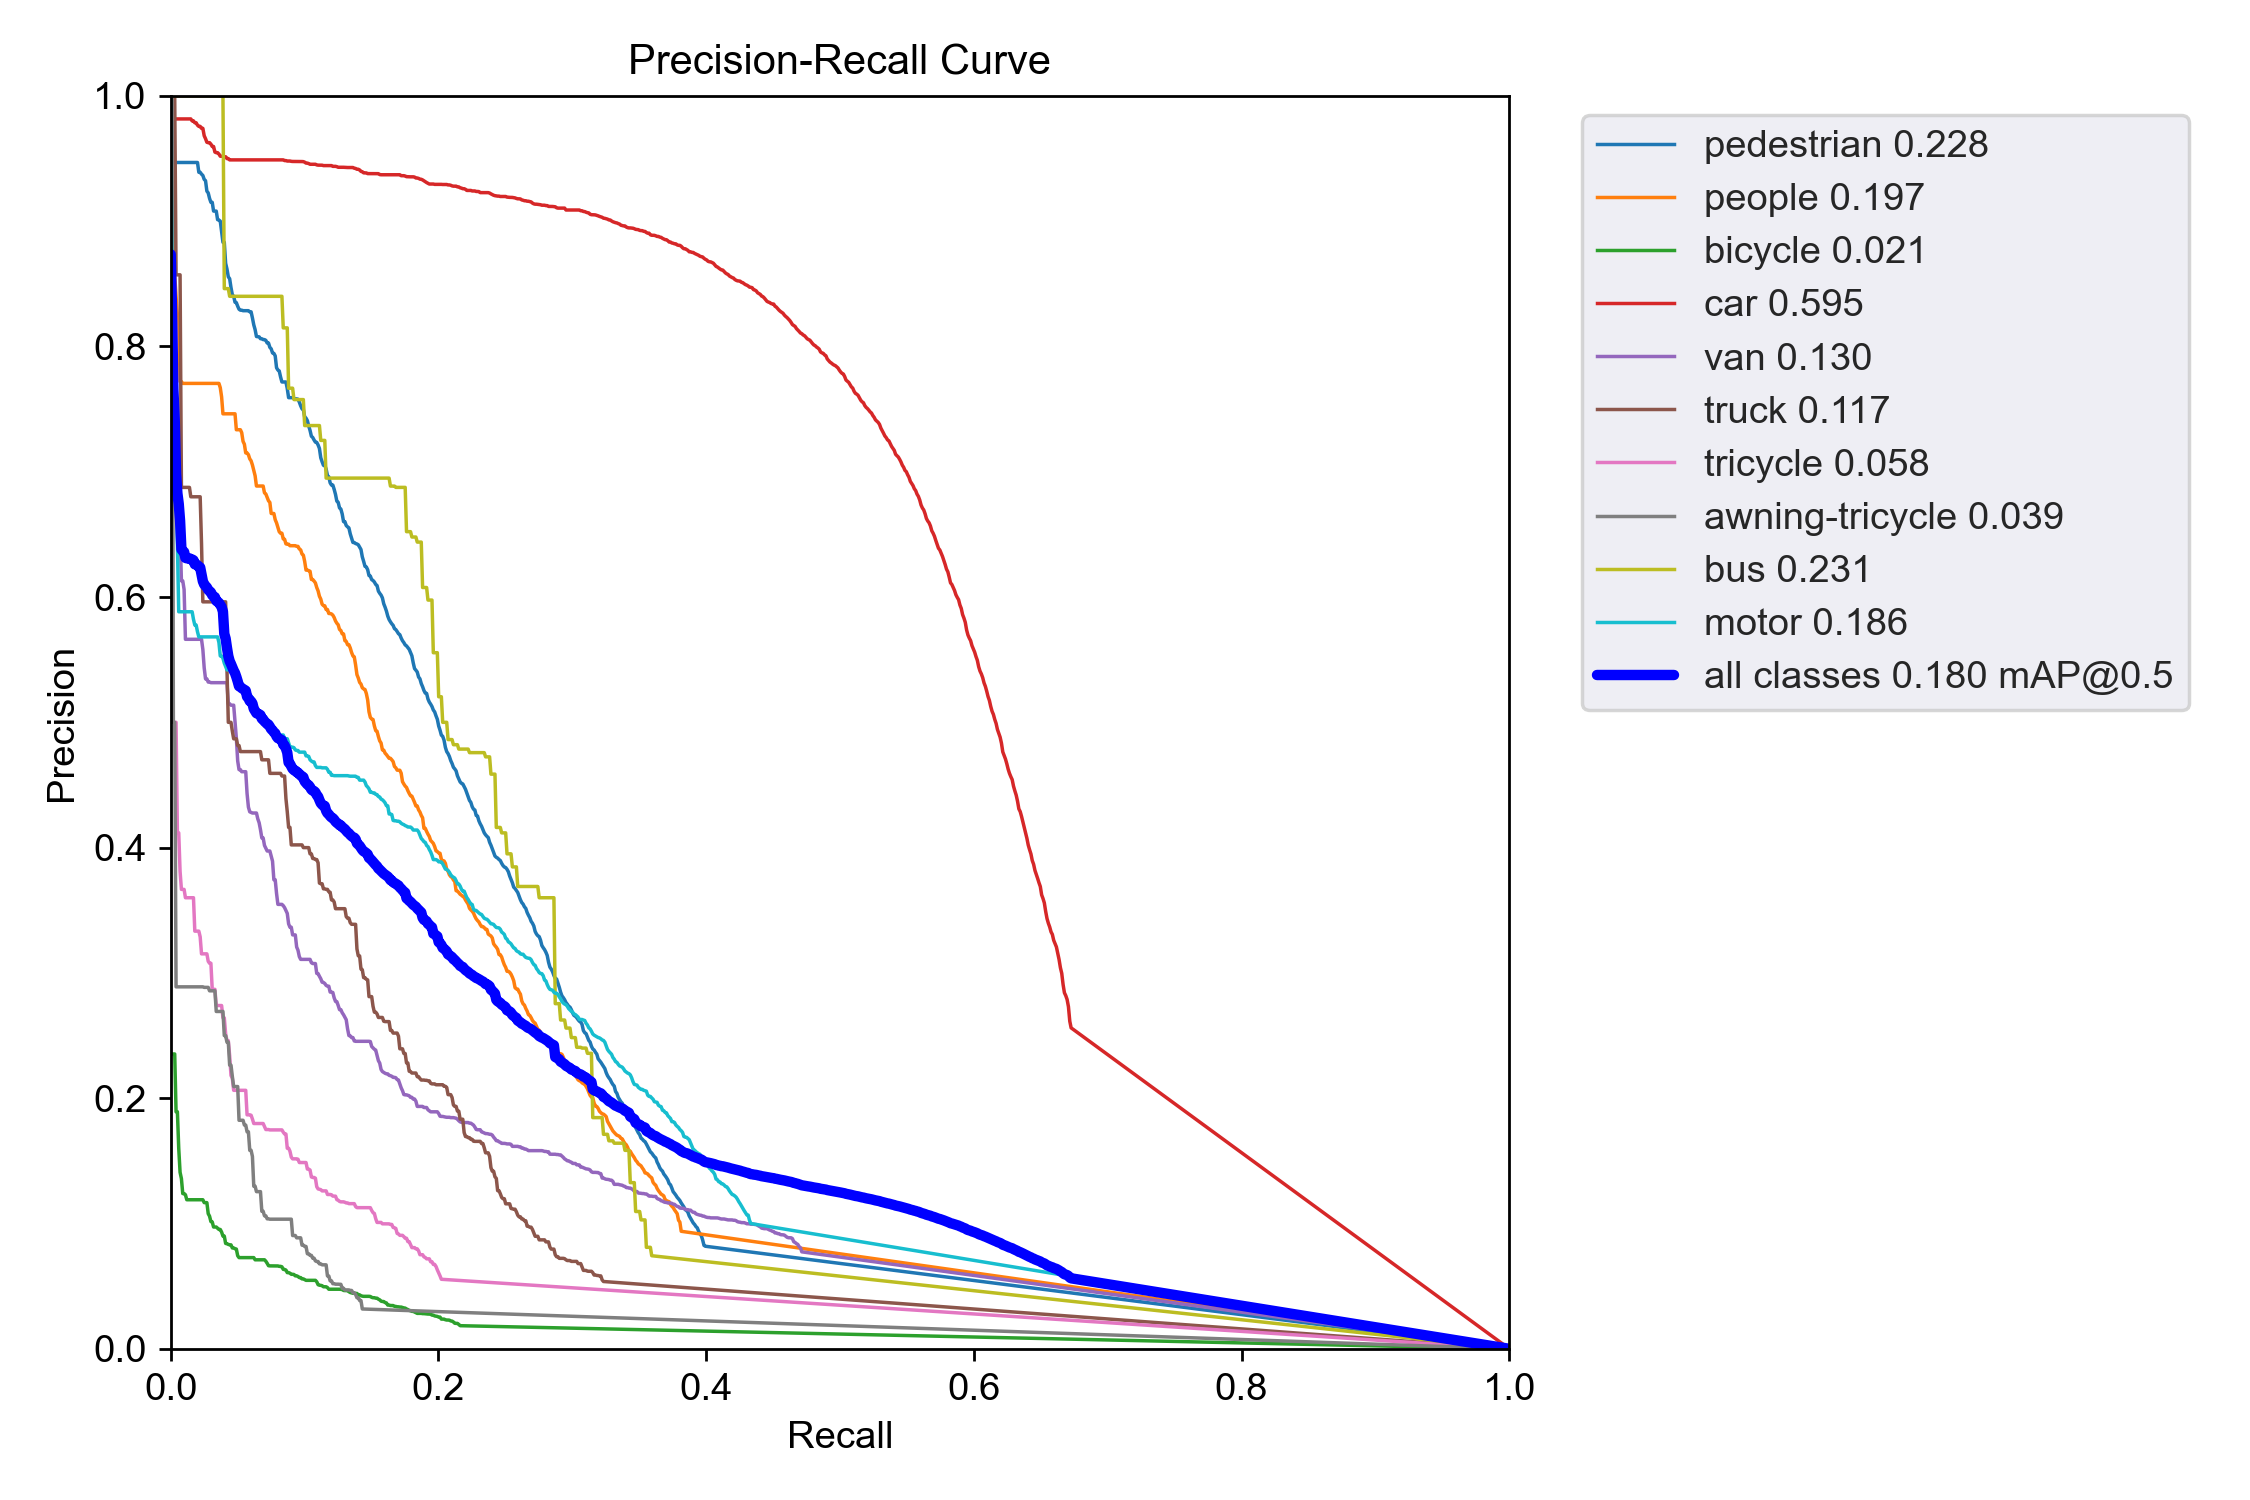 Precision-Recall Curve
1.0
0.8
0.6
0.4
0.2
0.0
Precision
0.0 0.2 0.4 0.6 0.8 1.0
Recall
pedestrian 0.228
people 0.197
bicycle 0.021
car 0.595
van 0.130
truck 0.117
tricycle 0.058
awning-tricycle 0.039
bus 0.231
motor 0.186
all classes 0.180 mAP@0.5